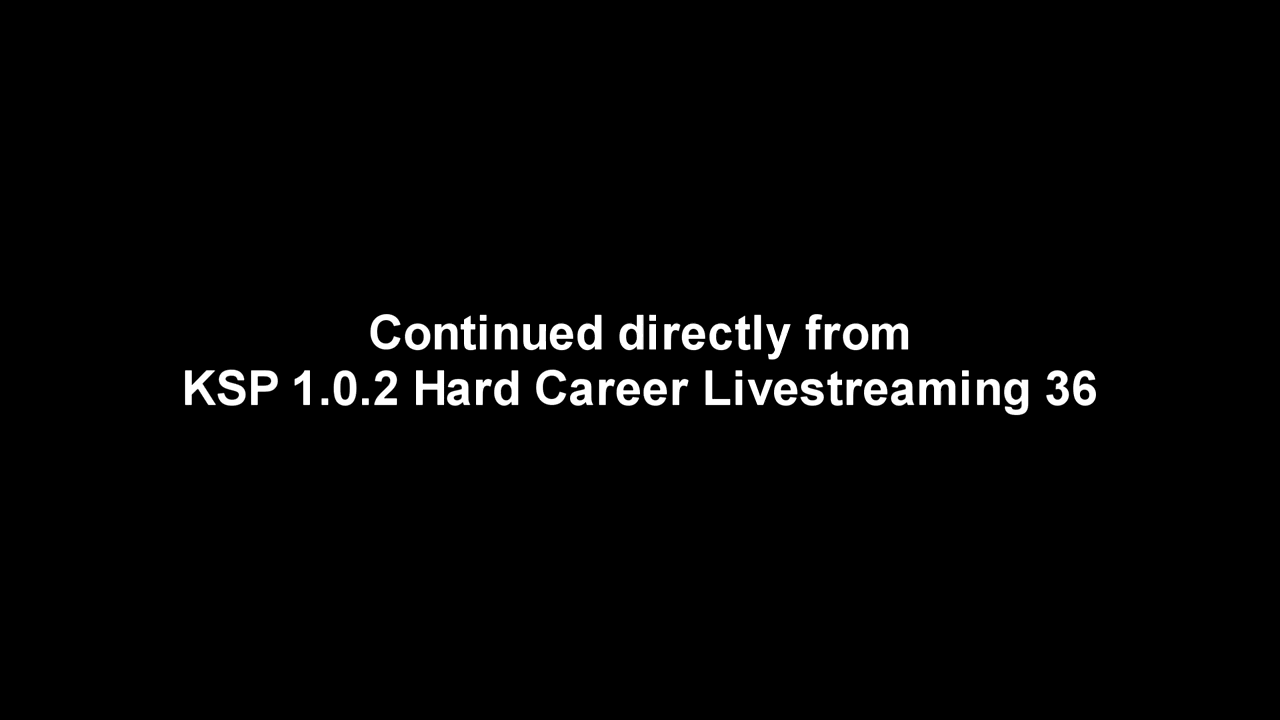 Continued directly from
KSP 1.0.2 Hard Career Livestreaming 36